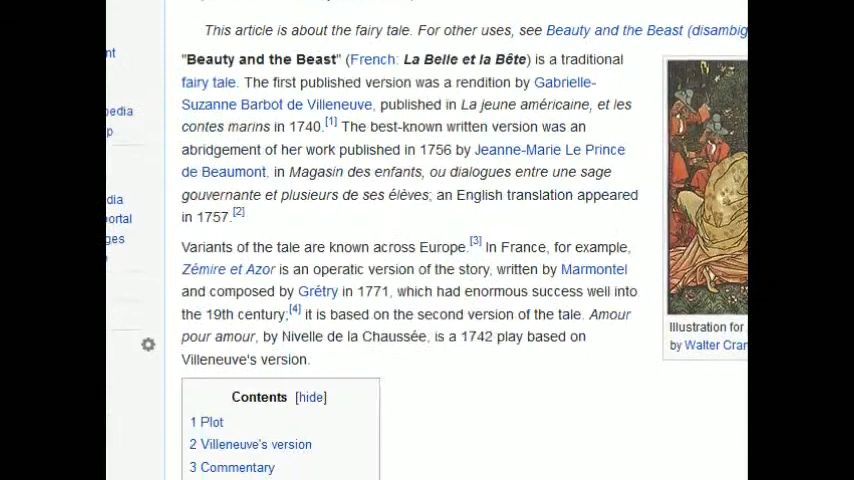 This article is about the fairy tale. For other uses, see Beauty and the Beast (disambig
"Beauty and the Beast" (French: La Belle et la Bête) is a traditional
fairy tale. The first published version was a rendition by Gabrielle-
Suzanne Barbot de Villeneuve, published in La jeune américaine, et les
contes marins in 1740.[1] The best-known written version was an
abridgement of her work published in 1756 by Jeanne-Marie Le Prince
de Beaumont, in Magasin des enfants, ou dialogues entre une sage
gouvernante et plusieurs de ses élèves; an English translation appeared
in 1757.[2]
Variants of the tale are known across Europe.[3] In France, for example,
Zémire et Azor is an operatic version of the story, written by Marmontel
and composed by Grétry in 1771, which had enormous success well into
the 19th century;[4] it is based on the second version of the tale. Amour
pour amour, by Nivelle de la Chaussée, is a 1742 play based on
Villeneuve's version.
Contents [hide]
1 Plot
2 Villeneuve's version
3 Commentary
Illustration for
by Walter Cran
nt
pedia
p
dia
portal
ges